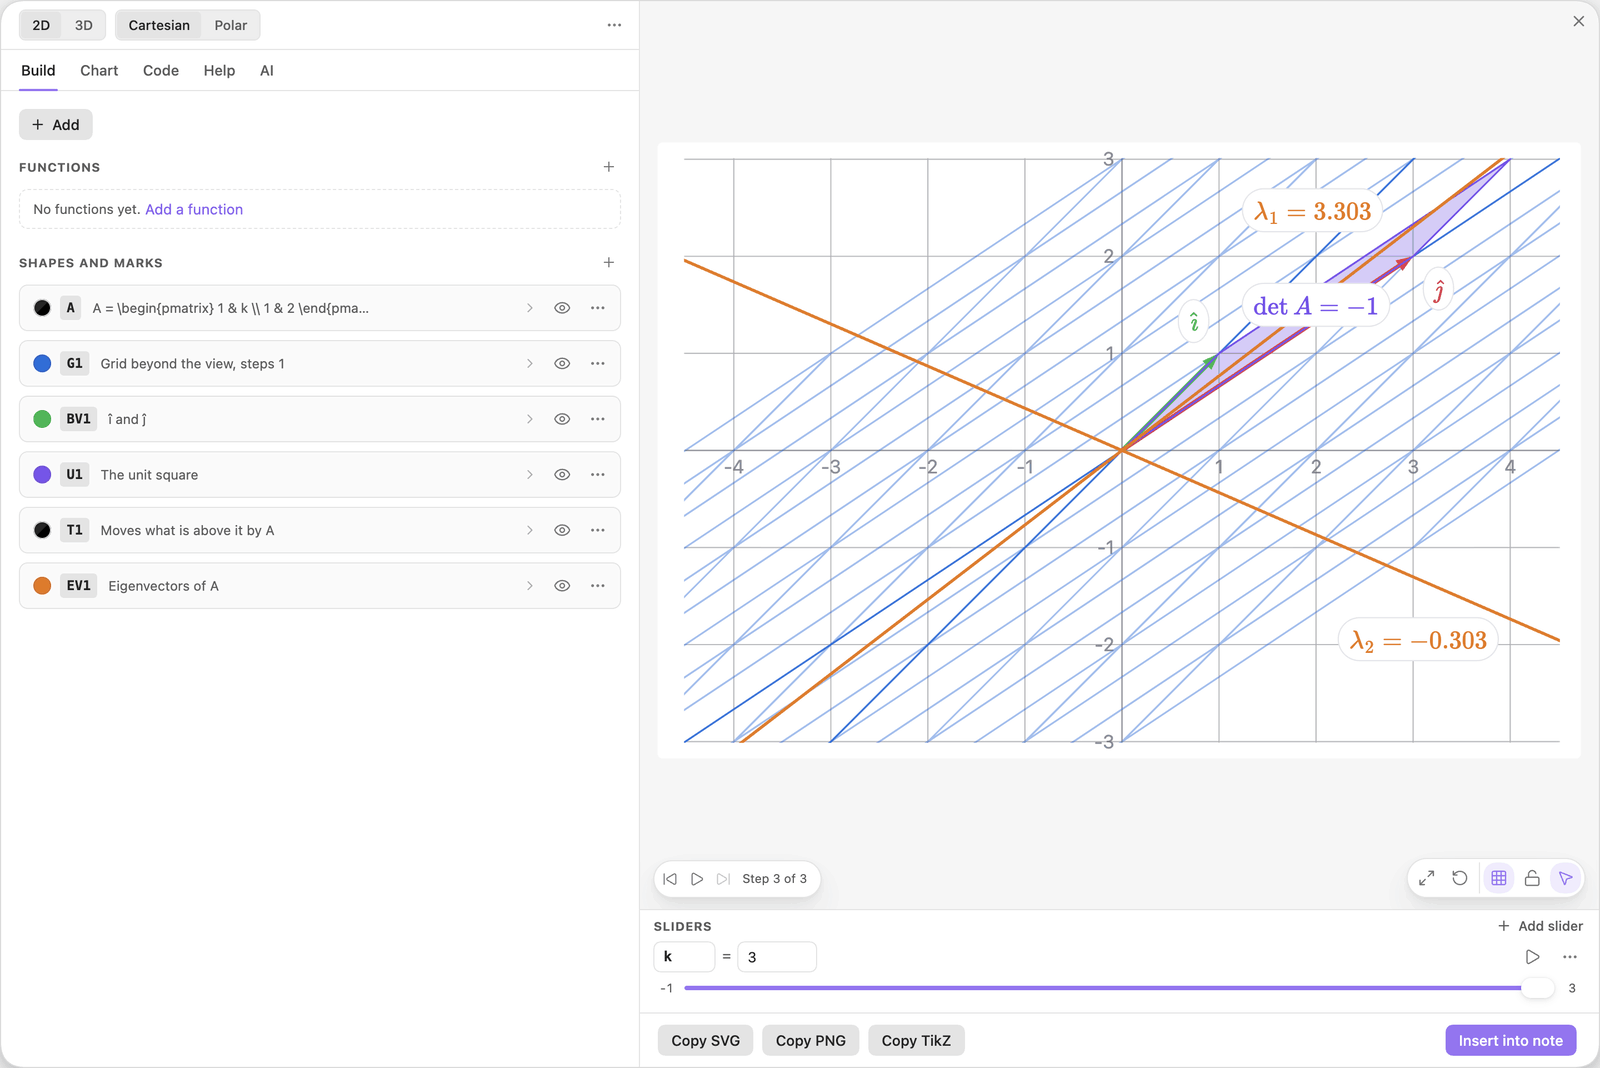 2D 3D Cartesian Polar
Build Chart Code Help AI
+ Add
FUNCTIONS
No functions yet. Add a function
SHAPES AND MARKS
A A = \begin{pmatrix} 1 & k \\ 1 & 2 \end{pma...
G1 Grid beyond the view, steps 1
BV1 î and ĵ
U1 The unit square
T1 Moves what is above it by A
EV1 Eigenvectors of A
3
λ₁ = 3.303
2
ĵ
det A = −1
î
1
-4 -3 -2 -1 1 2 3 4
-1
-2
λ₂ = −0.303
-3
Step 3 of 3
SLIDERS
+ Add slider
k = 3
-1 3
Copy SVG Copy PNG Copy TikZ
Insert into note